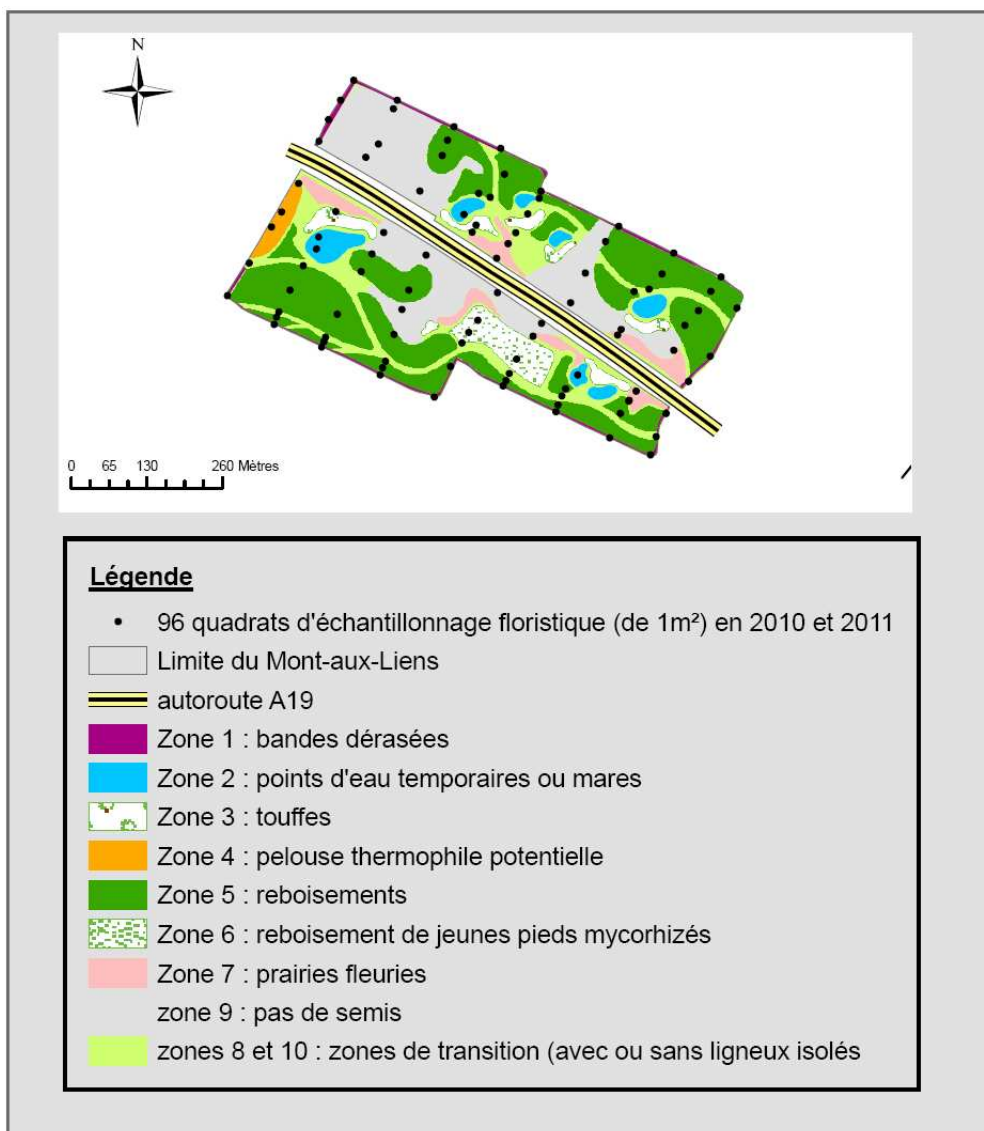 N
0 65 130 260 Mètres
Légende
96 quadrats d'échantillonnage floristique (de 1m²) en 2010 et 2011
Limite du Mont-aux-Liens
autoroute A19
Zone 1 : bandes dérasées
Zone 2 : points d'eau temporaires ou mares
Zone 3 : touffes
Zone 4 : pelouse thermophile potentielle
Zone 5 : reboisements
Zone 6 : reboisement de jeunes pieds mycorhizés
Zone 7 : prairies fleuries
zone 9 : pas de semis
zones 8 et 10 : zones de transition (avec ou sans ligneux isolés